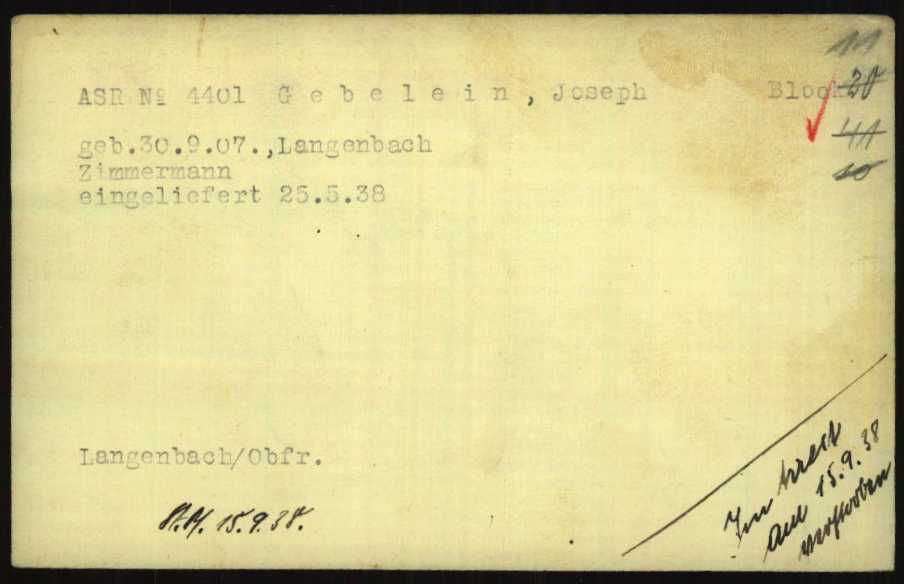 11
ASR № 4401 Gebelein, Joseph Block 20
geb.30.9.07.,Langenbach
41
Zimmermann
10
eingeliefert 25.5.38
Langenbach/Obfr.
15.9.38.
Im Arrest
am 15.9.38
verstorben